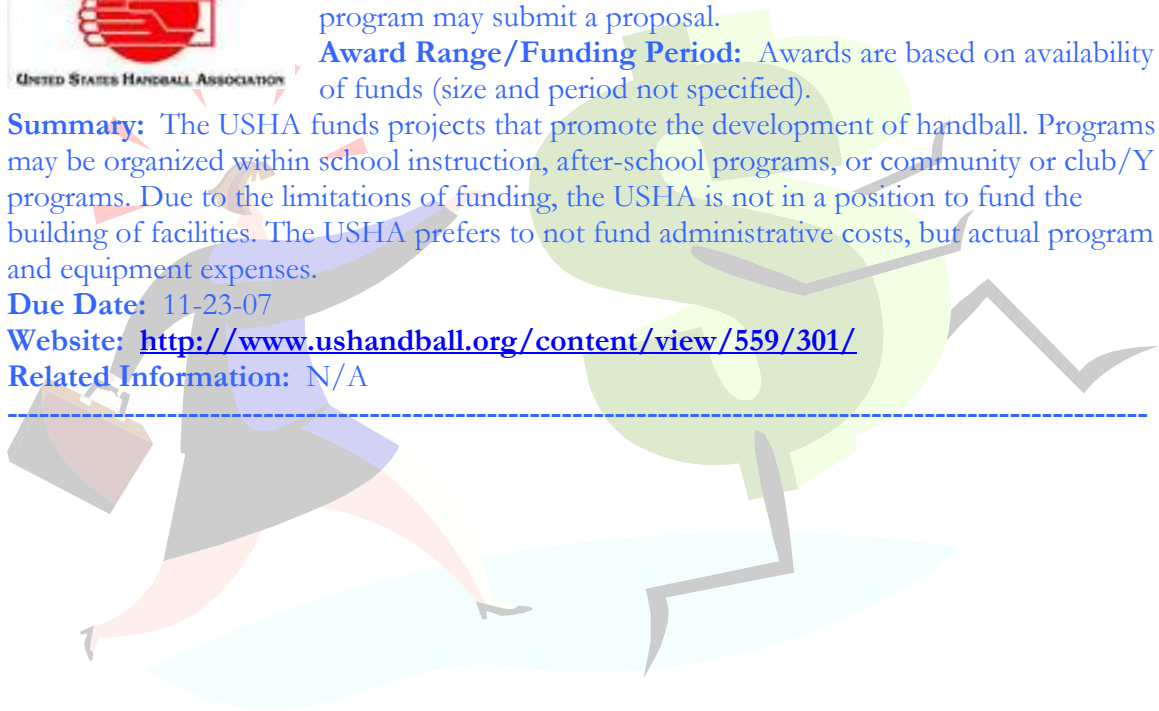 program may submit a proposal.
Award Range/Funding Period: Awards are based on availability
UNITED STATES HANDBALL ASSOCIATION
of funds (size and period not specified).
Summary: The USHA funds projects that promote the development of handball. Programs
may be organized within school instruction, after-school programs, or community or club/Y
programs. Due to the limitations of funding, the USHA is not in a position to fund the
building of facilities. The USHA prefers to not fund administrative costs, but actual program
and equipment expenses.
Due Date: 11-23-07
Website: http://www.ushandball.org/content/view/559/301/
Related Information: N/A